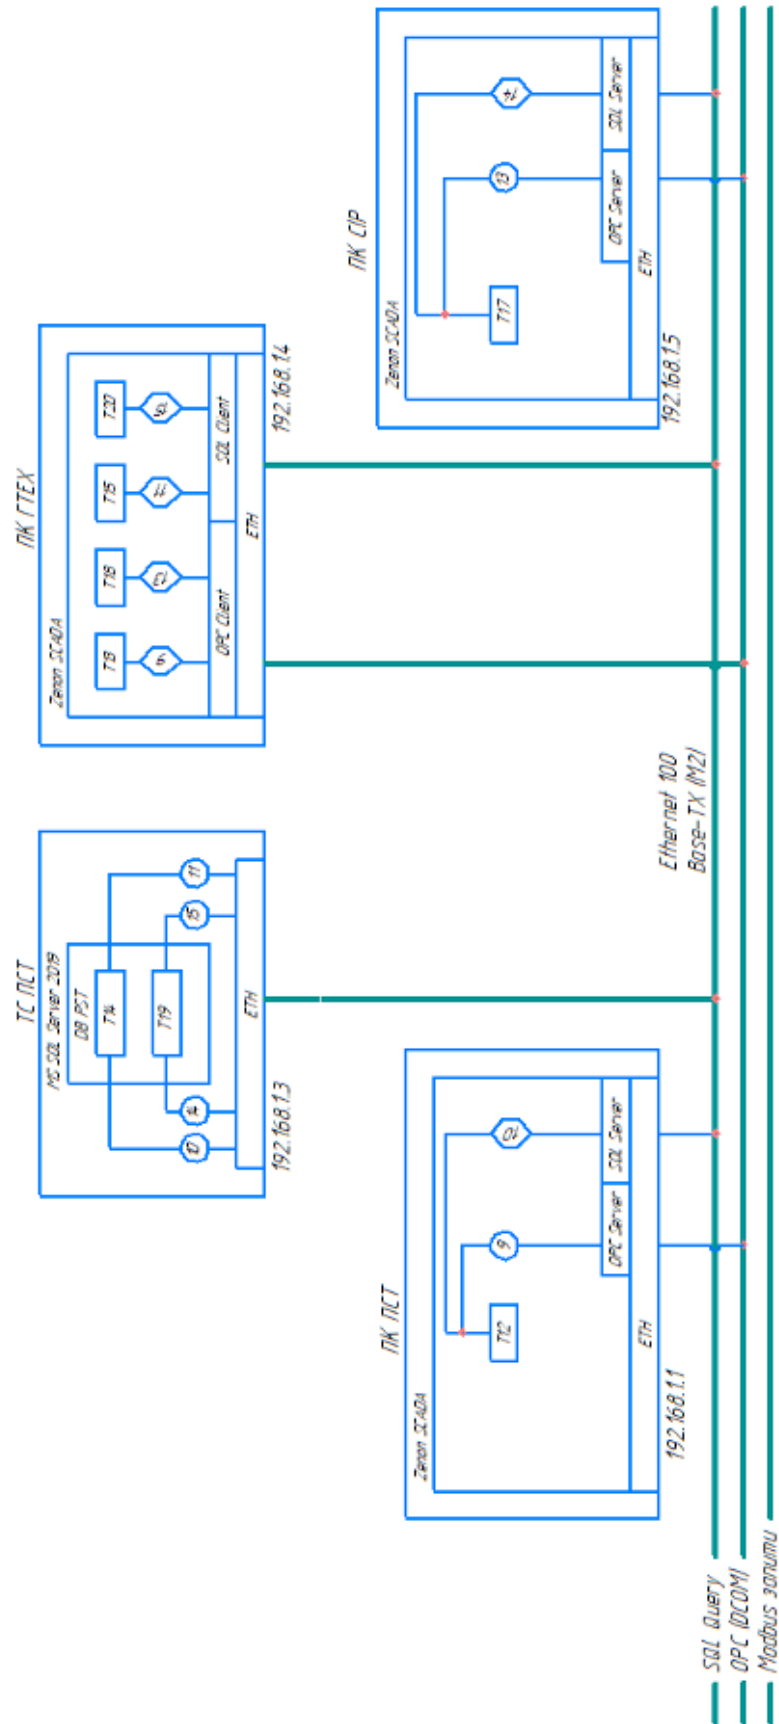 ТС ПСТ
MS SQL Server 2019
DB PST
T14
T19
10
14
15
11
ETH
192.168.1.3
ПК ГТЕХ
Zenon SCADA
T13
T18
T15
T20
OPC Client
SQL Client
ETH
192.168.1.4
ПК ПСТ
Zenon SCADA
T12
9
OPC Server
SQL Server
ETH
192.168.1.1
ПК СІР
Zenon SCADA
T17
13
OPC Server
SQL Server
ETH
192.168.1.5
Ethernet 100
Base-TX (M2)
SQL Query
OPC (DCOM)
Modbus запити